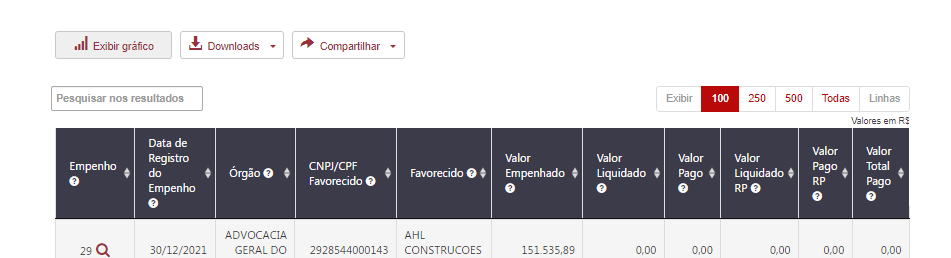 Exibir gráfico Downloads Compartilhar
Pesquisar nos resultados Exibir 100 250 500 Todas Linhas
Valores em R$
Empenho
Data de
Registro
do
Empenho
Órgão
CNPJ/CPF
Favorecido
Favorecido
Valor
Empenhado
Valor
Liquidado
Valor
Pago
Valor
Liquidado
RP
Valor
Pago
RP
Valor
Total
Pago
29
30/12/2021
ADVOCACIA
GERAL DO
2928544000143
AHL
CONSTRUCOES
151.535,89
0,00
0,00
0,00
0,00
0,00